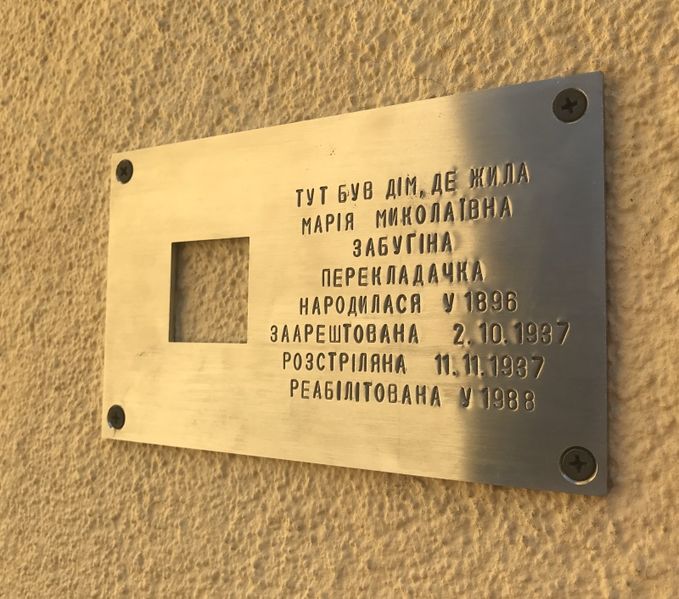 ТУТ БУВ ДІМ, ДЕ ЖИЛА
МАРІЯ МИКОЛАЇВНА
ЗАБУГІНА
ПЕРЕКЛАДАЧКА
НАРОДИЛАСЯ У 1896
ЗААРЕШТОВАНА 2.10.1937
РОЗСТРІЛЯНА 11.11.1937
РЕАБІЛІТОВАНА У 1988